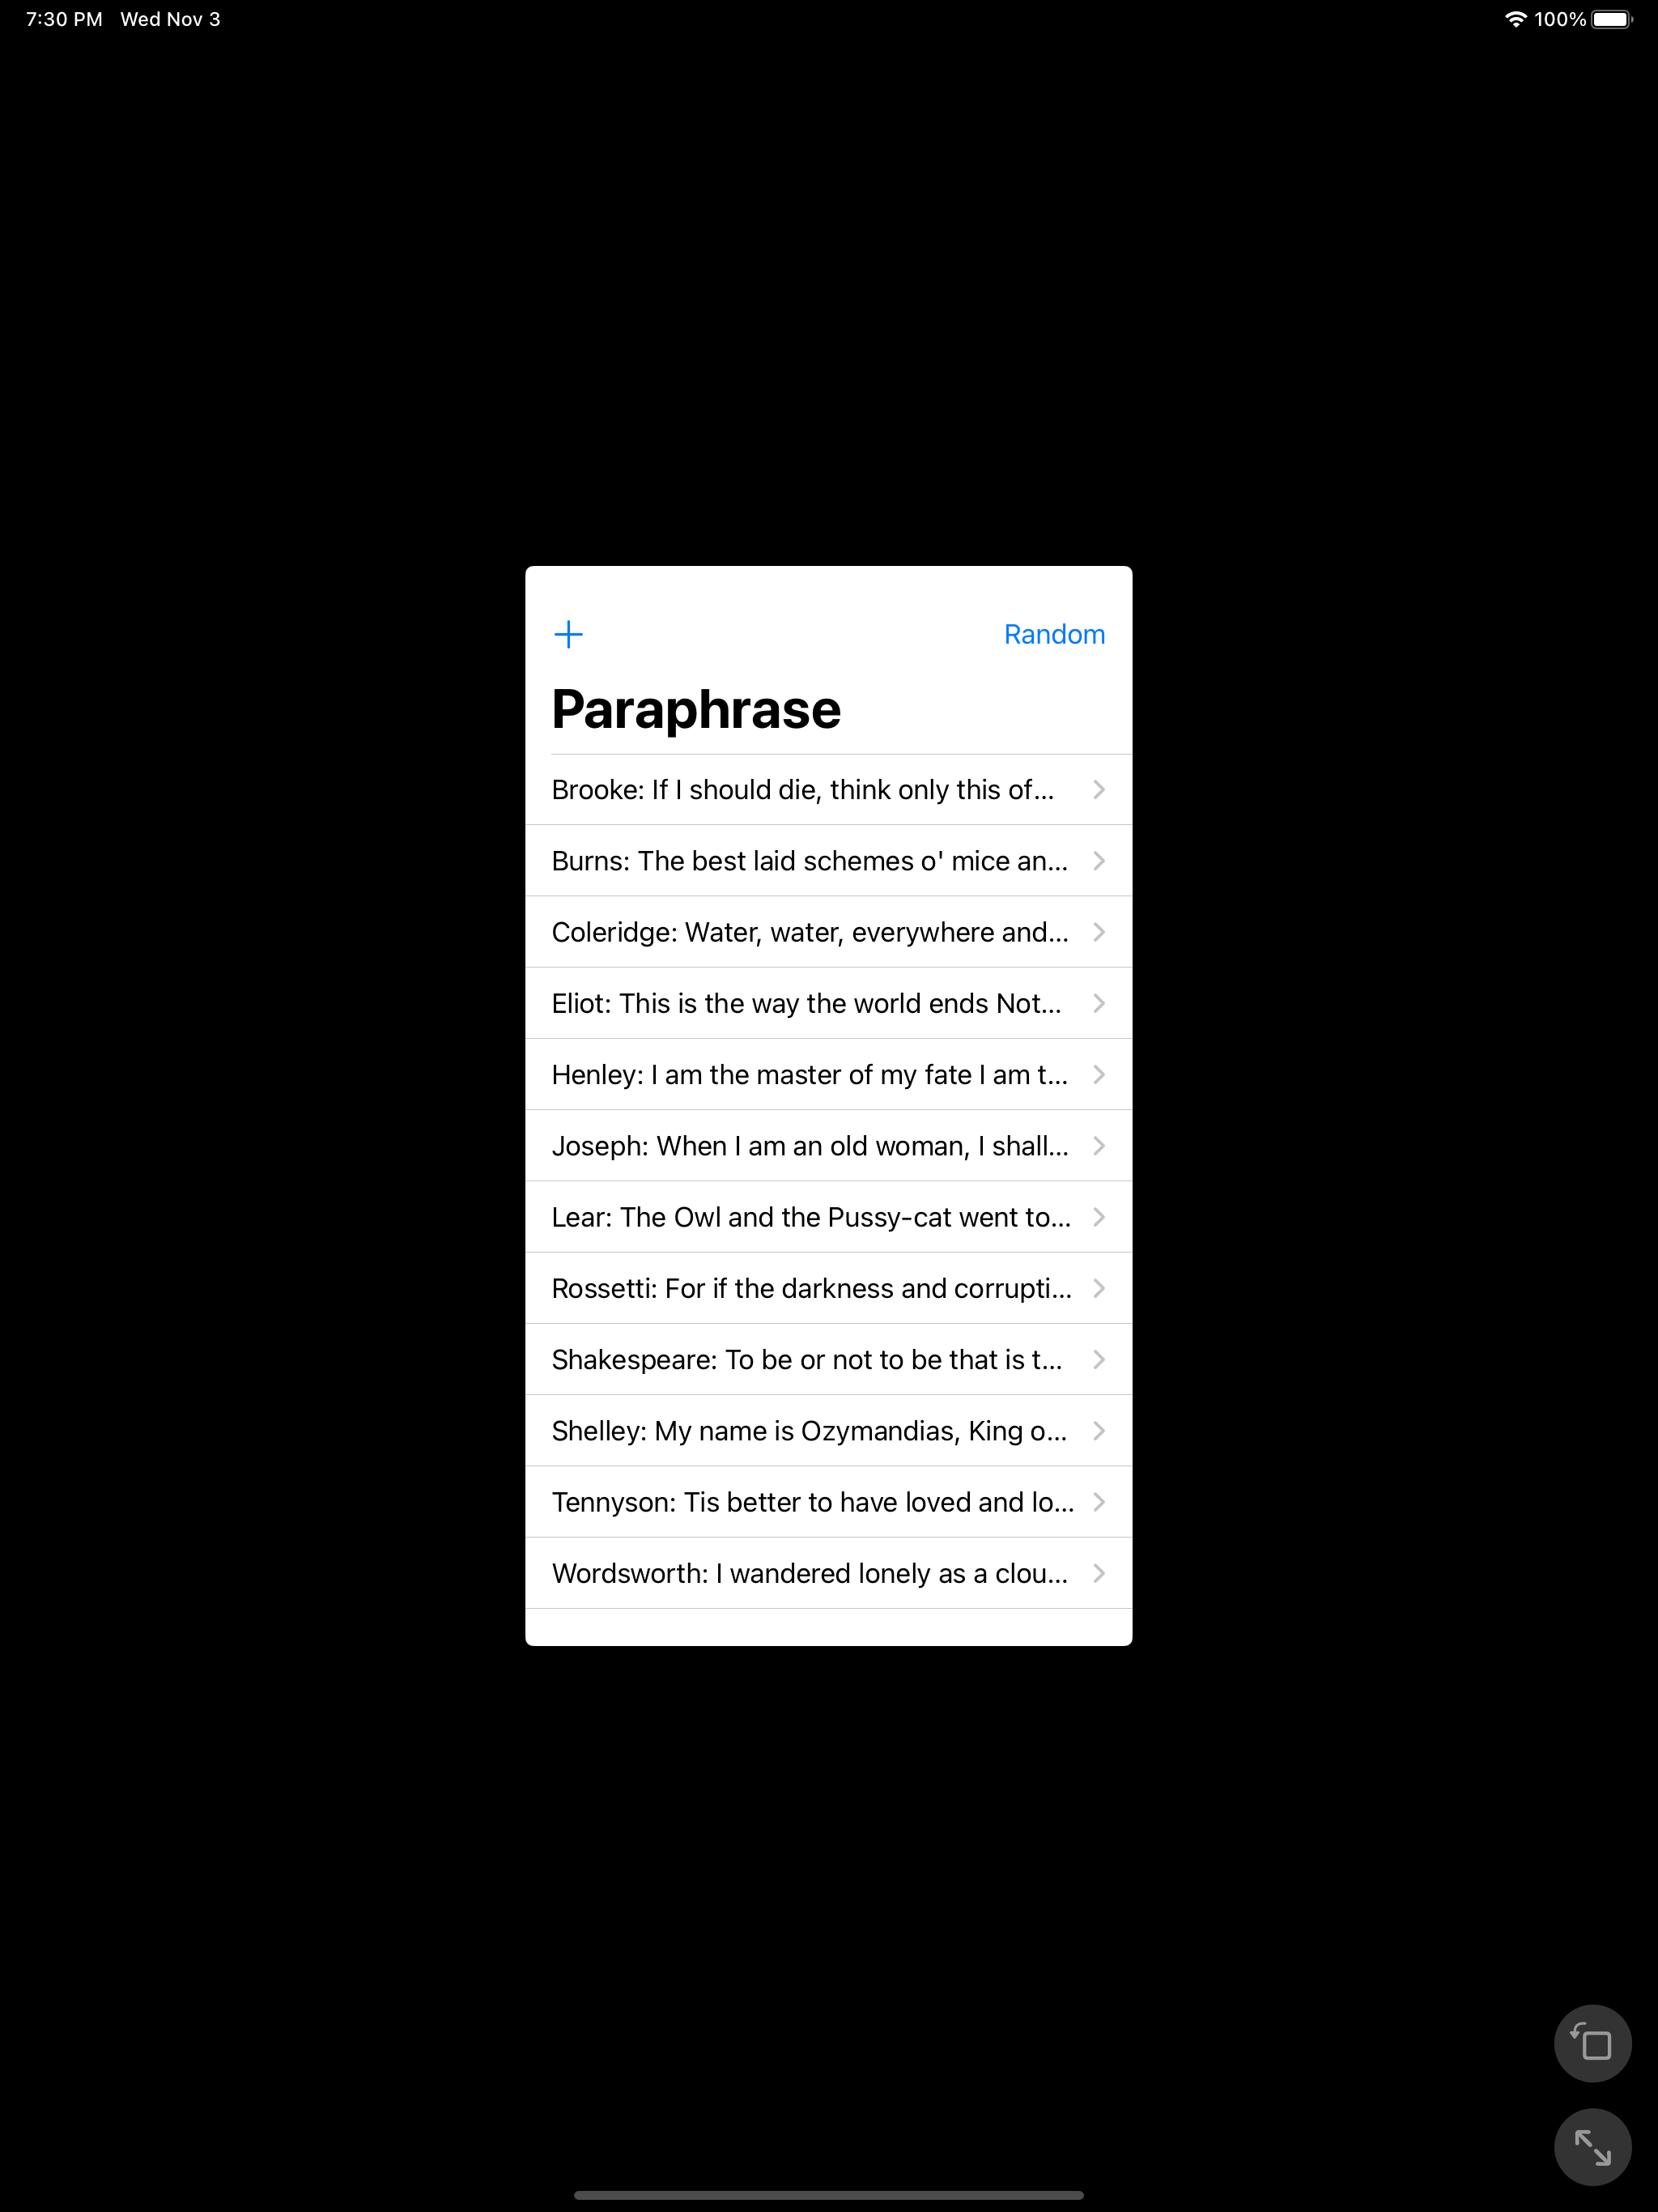 7:30 PM Wed Nov 3 100%
Random
Paraphrase
Brooke: If I should die, think only this of...
Burns: The best laid schemes o' mice an...
Coleridge: Water, water, everywhere and...
Eliot: This is the way the world ends Not...
Henley: I am the master of my fate I am t...
Joseph: When I am an old woman, I shall...
Lear: The Owl and the Pussy-cat went to...
Rossetti: For if the darkness and corrupti...
Shakespeare: To be or not to be that is t...
Shelley: My name is Ozymandias, King o...
Tennyson: Tis better to have loved and lo...
Wordsworth: I wandered lonely as a clou...